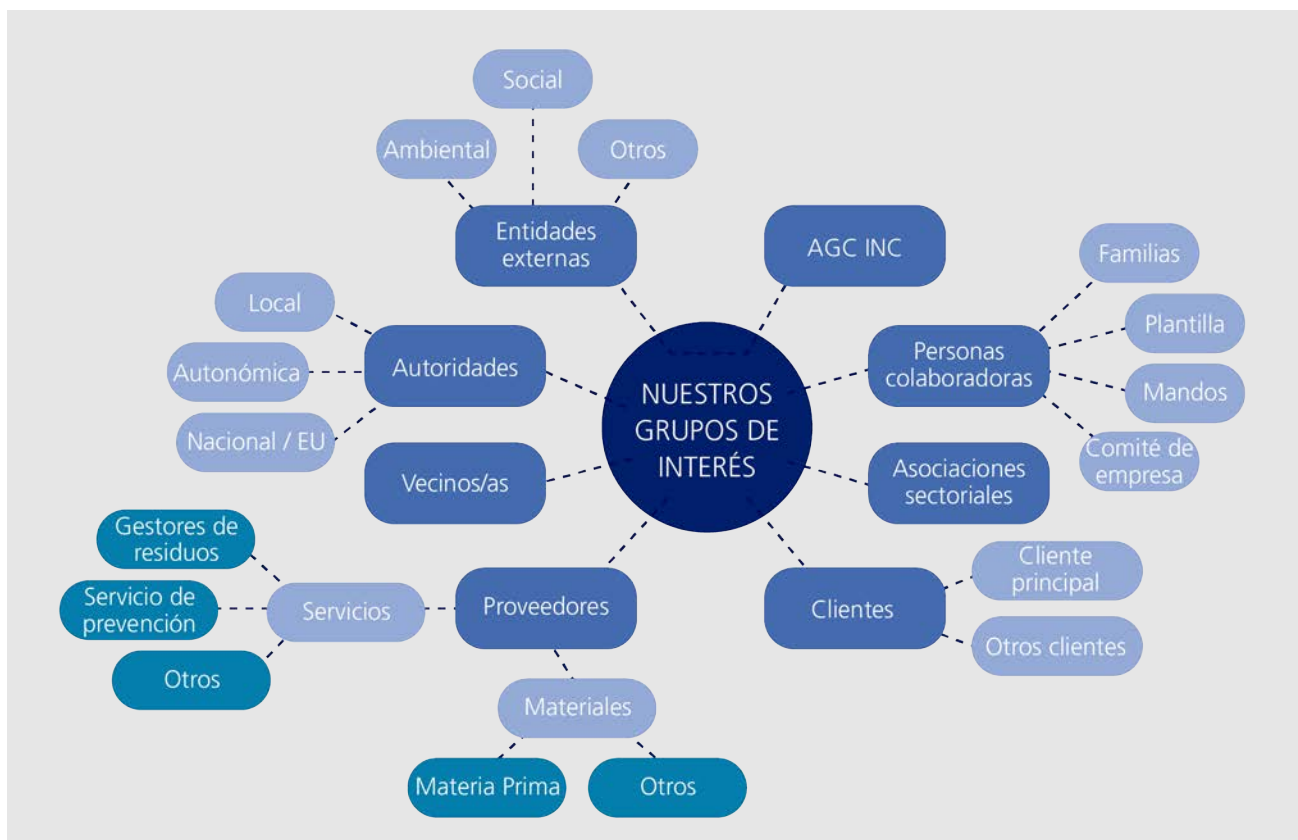 Social
Ambiental
Otros
Entidades
externas
AGC INC
Familias
Local
Plantilla
Autoridades
Personas
colaboradoras
Autonómica
Mandos
NUESTROS
GRUPOS DE
INTERÉS
Nacional / EU
Comité de
empresa
Vecinos/as
Asociaciones
sectoriales
Gestores de
residuos
Cliente
principal
Servicio de
prevención
Servicios
Proveedores
Clientes
Otros clientes
Otros
Materiales
Materia Prima
Otros